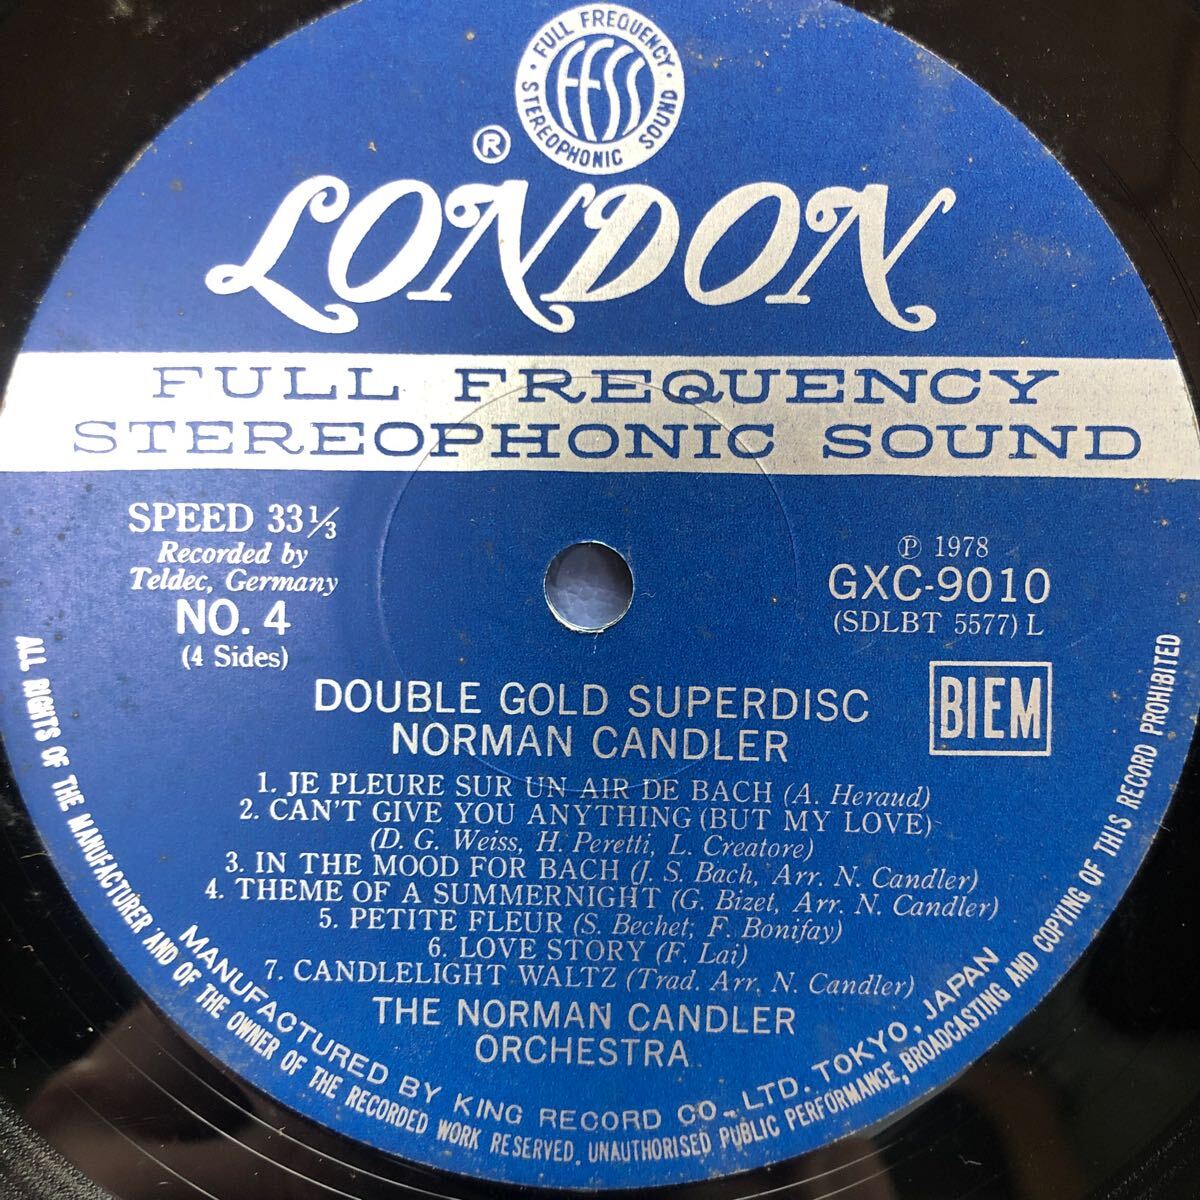 FULL FREQUENCY
STEREOPHONIC SOUND
FFSS
®
LONDON
FULL FREQUENCY
STEREOPHONIC SOUND
SPEED 33⅓
Recorded by
Teldec, Germany
NO. 4
(4 Sides)
℗ 1978
GXC-9010
(SDLBT 5577) L
BIEM
DOUBLE GOLD SUPERDISC
NORMAN CANDLER
1. JE PLEURE SUR UN AIR DE BACH (A. Heraud)
2. CAN'T GIVE YOU ANYTHING (BUT MY LOVE)
(D. G. Weiss, H. Peretti, L. Creatore)
3. IN THE MOOD FOR BACH (J. S. Bach, Arr. N. Candler)
4. THEME OF A SUMMERNIGHT (G. Bizet, Arr. N. Candler)
5. PETITE FLEUR (S. Bechet; F. Bonifay)
6. LOVE STORY (F. Lai)
7. CANDLELIGHT WALTZ (Trad. Arr. N. Candler)
THE NORMAN CANDLER
ORCHESTRA
MANUFACTURED BY KING RECORD CO., LTD. TOKYO, JAPAN
ALL RIGHTS OF THE MANUFACTURER AND OF THE OWNER OF THE RECORDED WORK RESERVED. UNAUTHORISED PUBLIC PERFORMANCE, BROADCASTING AND COPYING OF THIS RECORD PROHIBITED